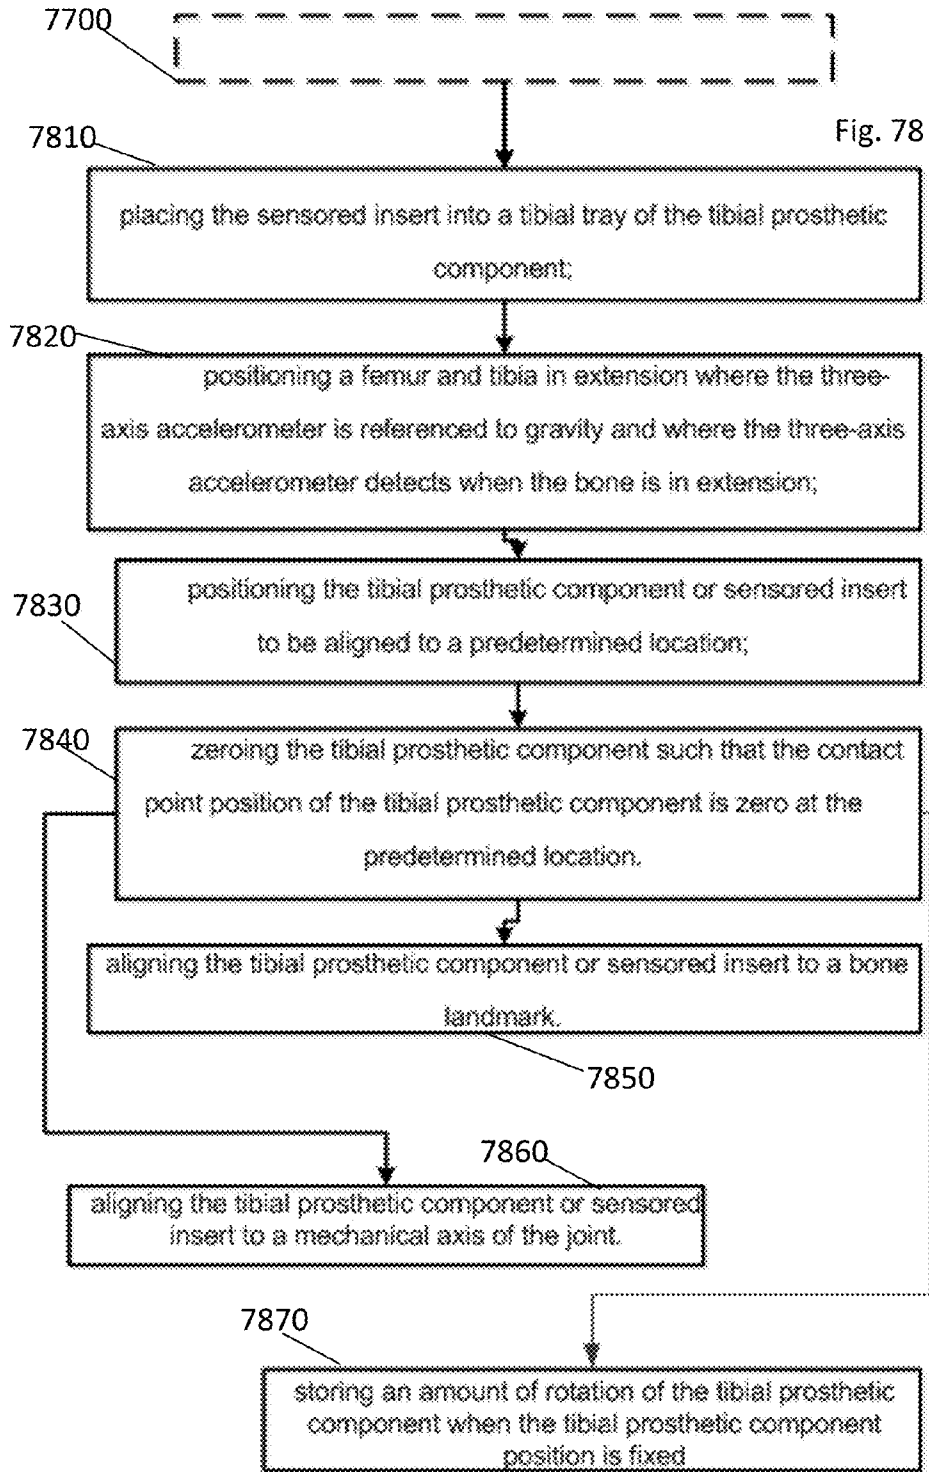 7700
Fig. 78
7810
placing the sensored insert into a tibial tray of the tibial prosthetic
component;
7820
positioning a femur and tibia in extension where the three-
axis accelerometer is referenced to gravity and where the three-axis
accelerometer detects when the bone is in extension;
7830
positioning the tibial prosthetic component or sensored insert
to be aligned to a predetermined location;
7840
zeroing the tibial prosthetic component such that the contact
point position of the tibial prosthetic component is zero at the
predetermined location.
aligning the tibial prosthetic component or sensored insert to a bone
landmark.
7850
7860
aligning the tibial prosthetic component or sensored
insert to a mechanical axis of the joint.
7870
storing an amount of rotation of the tibial prosthetic
component when the tibial prosthetic component
position is fixed